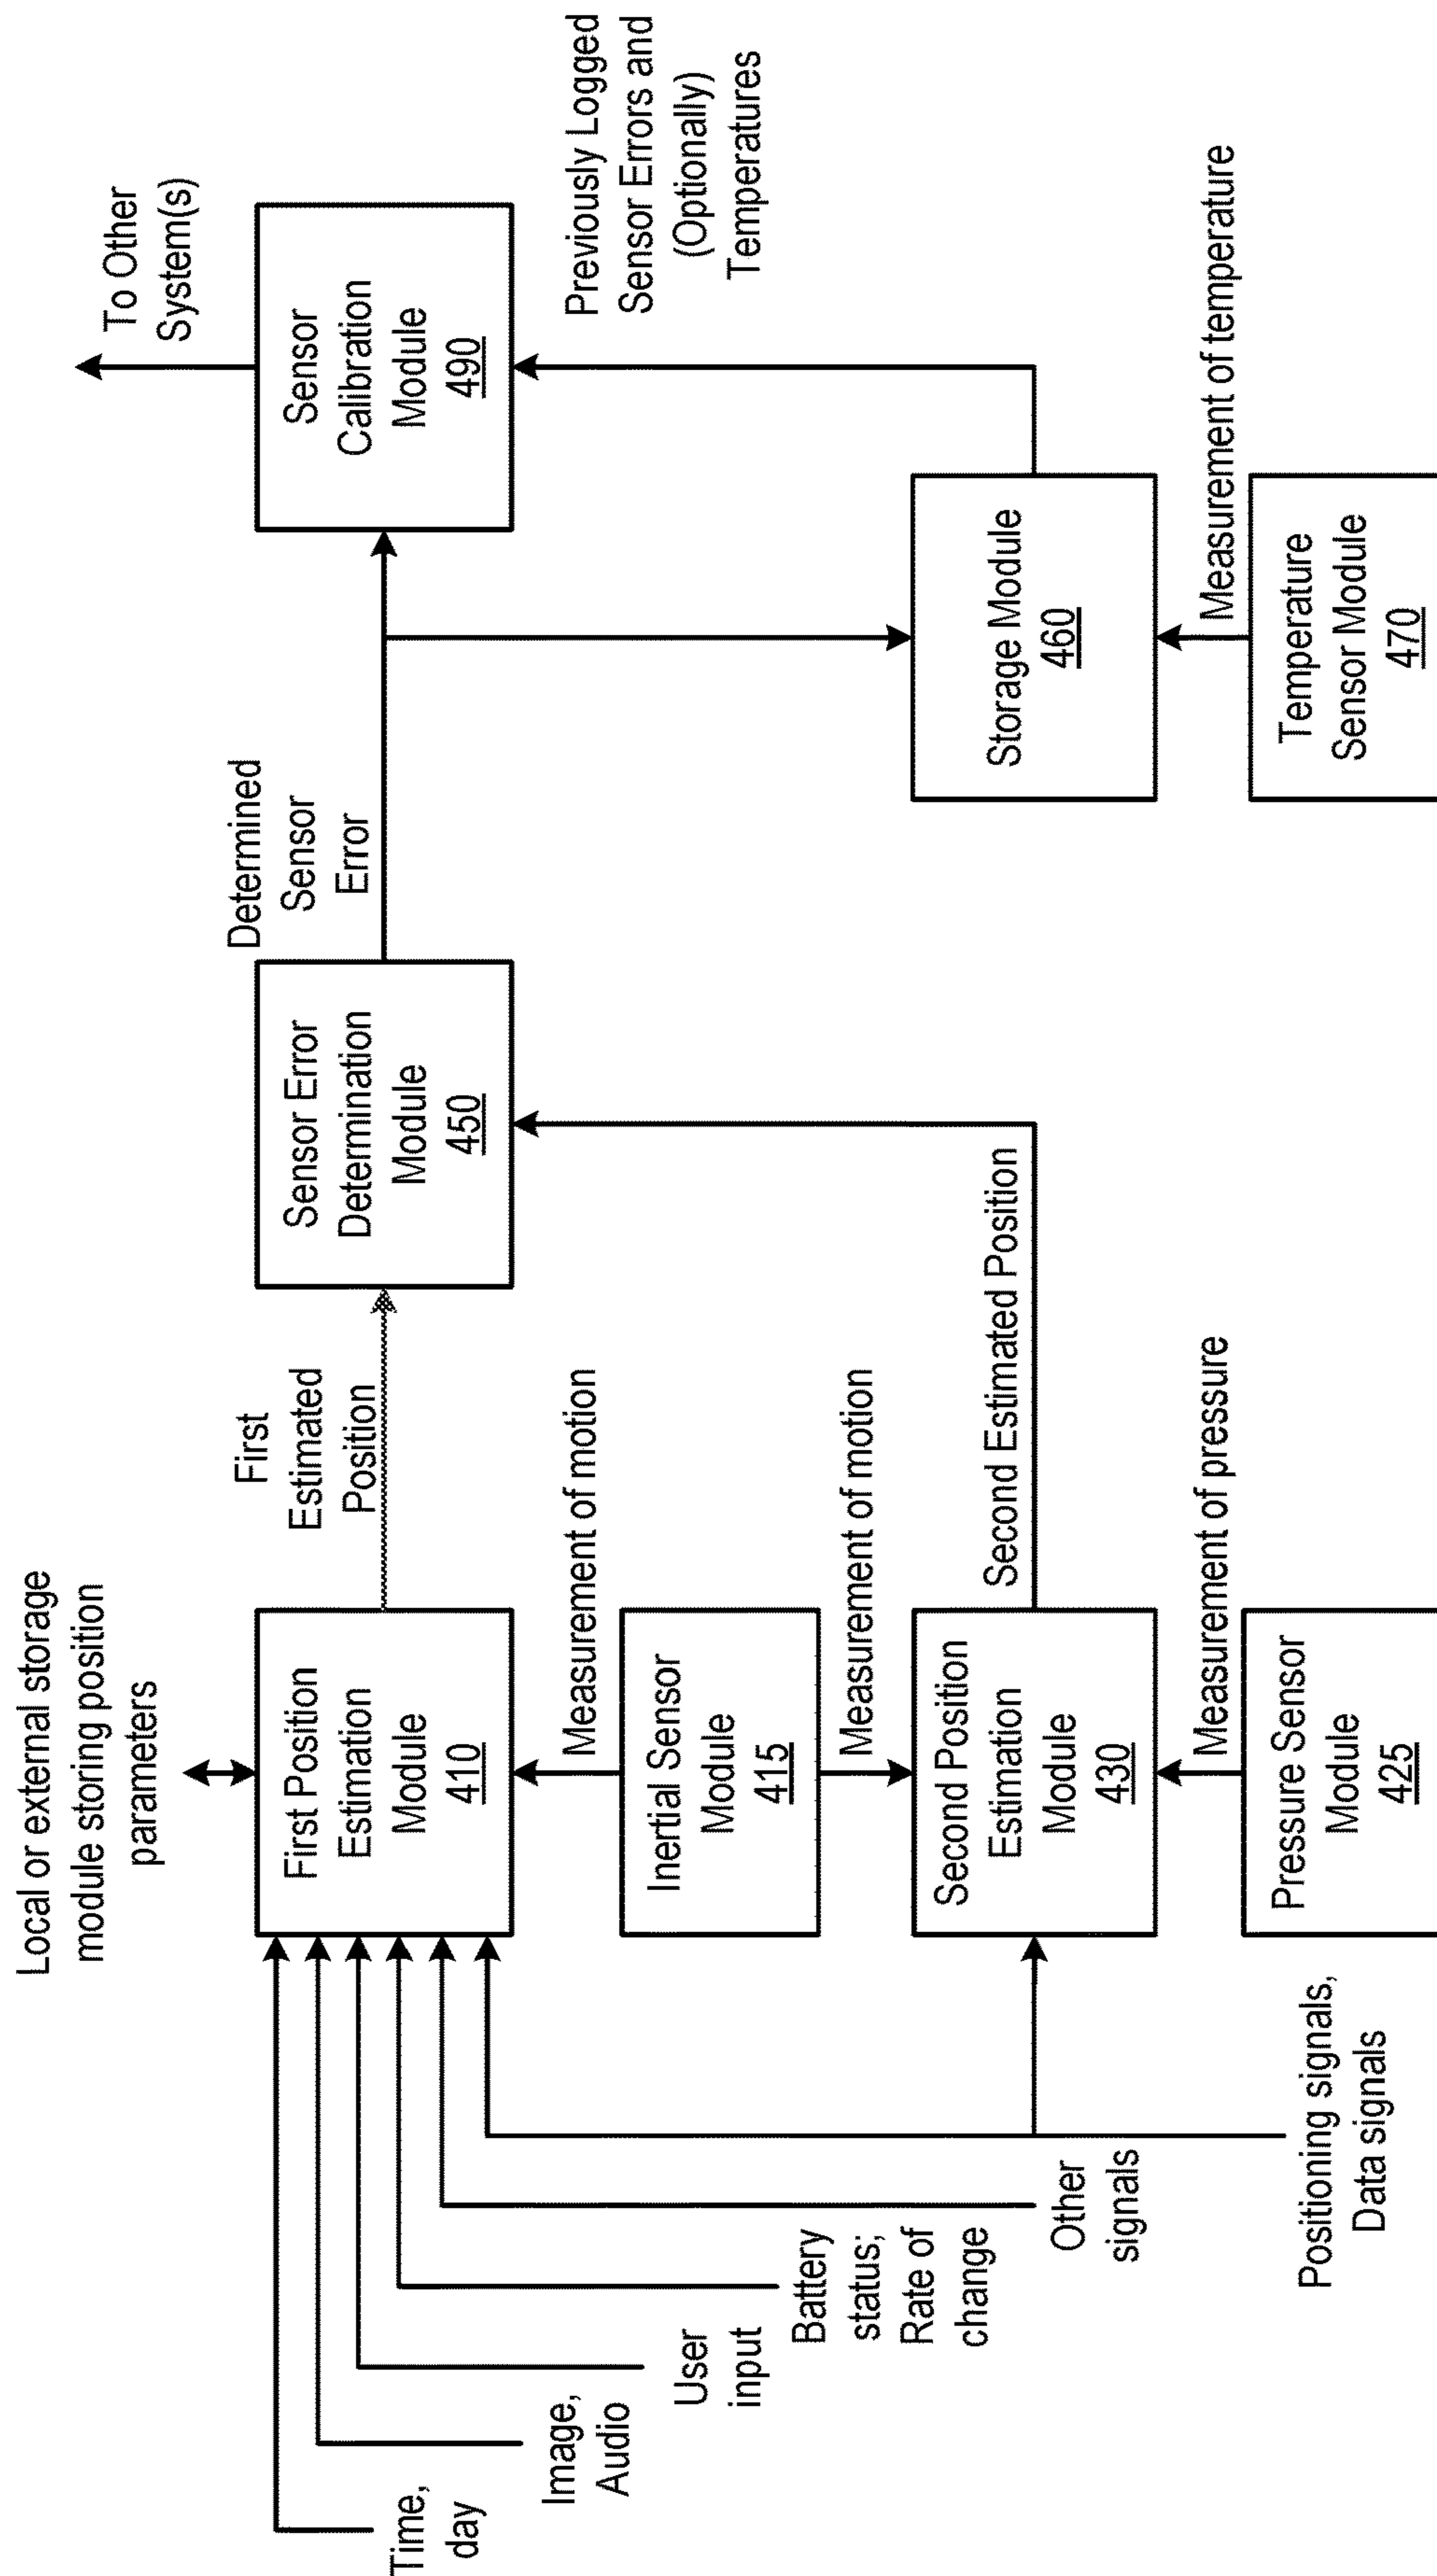 Local or external storage
module storing position
parameters
First Position
Estimation
Module
410
First
Estimated
Position
Sensor Error
Determination
Module
450
Determined
Sensor
Error
Sensor
Calibration
Module
490
To Other
System(s)
Time,
day
Image,
Audio
User
input
Battery
status;
Rate of
change
Other
signals
Positioning signals,
Data signals
Measurement of motion
Inertial Sensor
Module
415
Measurement of motion
Second Position
Estimation
Module
430
Second Estimated Position
Measurement of pressure
Pressure Sensor
Module
425
Previously Logged
Sensor Errors and
(Optionally)
Temperatures
Storage Module
460
Measurement of temperature
Temperature
Sensor Module
470